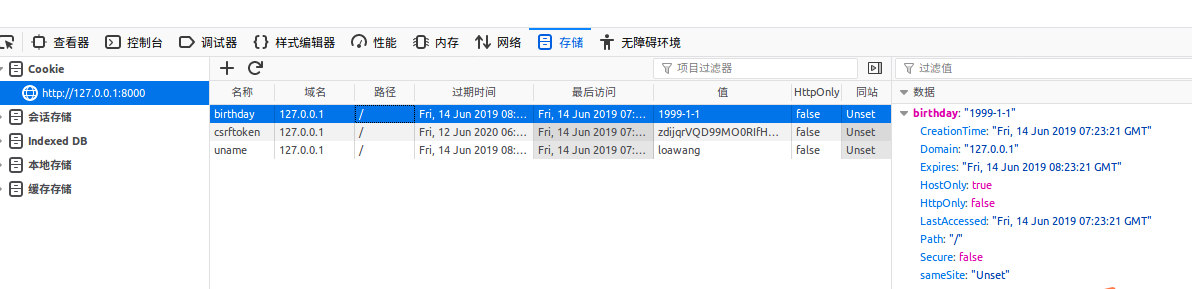 查看器 控制台 调试器 样式编辑器 性能 内存 网络 存储 无障碍环境
Cookie
http://127.0.0.1:8000
会话存储
Indexed DB
本地存储
缓存存储
项目过滤器
名称 域名 路径 过期时间 最后访问 值 HttpOnly 同站
birthday 127.0.0.1 / Fri, 14 Jun 2019 08:... Fri, 14 Jun 2019 07:... 1999-1-1 false Unset
csrftoken 127.0.0.1 / Fri, 12 Jun 2020 06:... Fri, 14 Jun 2019 07:... zdijqrVQD99MO0RIfH... false Unset
uname 127.0.0.1 / Fri, 14 Jun 2019 08:... Fri, 14 Jun 2019 07:... loawang false Unset
过滤值
数据
birthday: "1999-1-1"
CreationTime: "Fri, 14 Jun 2019 07:23:21 GMT"
Domain: "127.0.0.1"
Expires: "Fri, 14 Jun 2019 08:23:21 GMT"
HostOnly: true
HttpOnly: false
LastAccessed: "Fri, 14 Jun 2019 07:23:21 GMT"
Path: "/"
Secure: false
sameSite: "Unset"